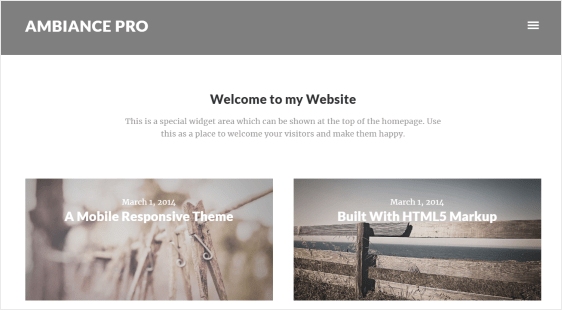 AMBIANCE PRO
Welcome to my Website
This is a special widget area which can be shown at the top of the homepage. Use
this as a place to welcome your visitors and make them happy.
March 1, 2014
A Mobile Responsive Theme
March 1, 2014
Built With HTML5 Markup